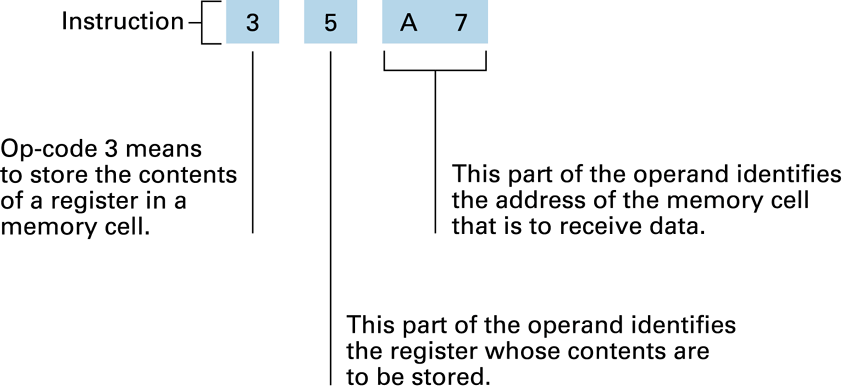 Instruction 3 5 A 7
Op-code 3 means
to store the contents
of a register in a
memory cell.
This part of the operand identifies
the address of the memory cell
that is to receive data.
This part of the operand identifies
the register whose contents are
to be stored.